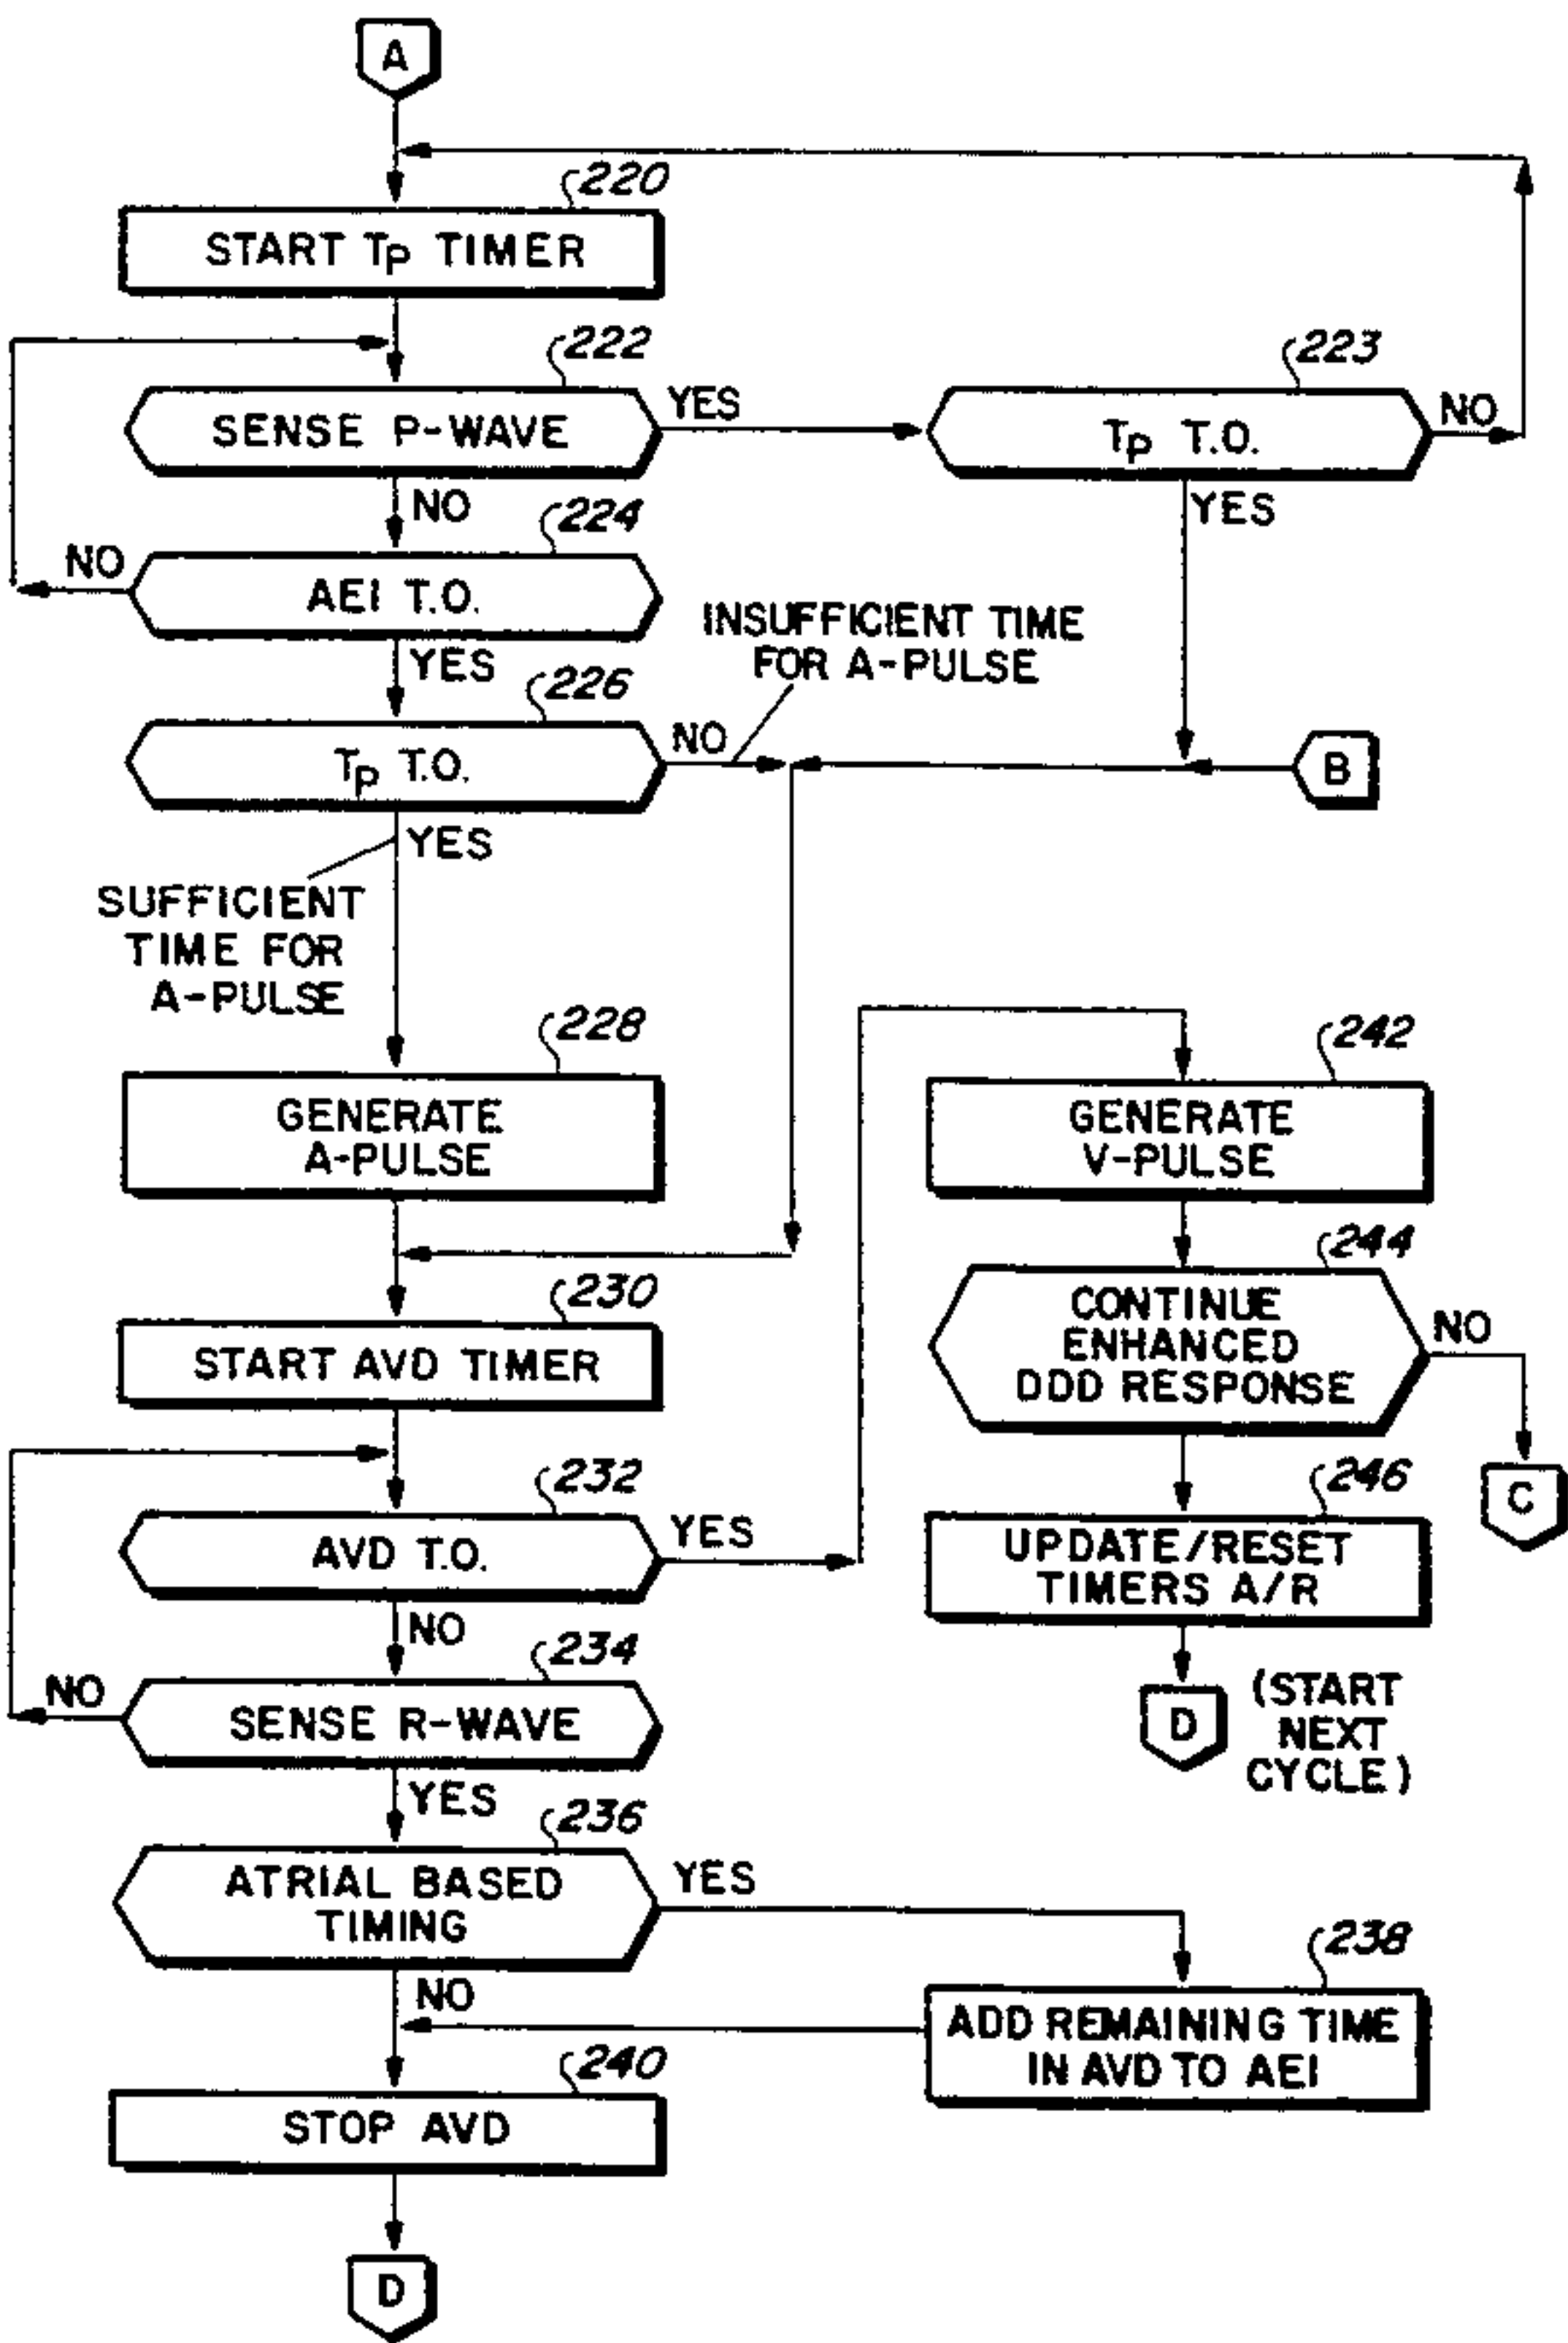 A
220
START Tp TIMER
222
SENSE P-WAVE
YES
223
Tp T.O.
NO
NO
224
YES
NO
AEI T.O.
INSUFFICIENT TIME
FOR A-PULSE
YES
226
Tp T.O.
NO
B
YES
SUFFICIENT
TIME FOR
A-PULSE
228
GENERATE
A-PULSE
242
GENERATE
V-PULSE
244
CONTINUE
ENHANCED
DDD RESPONSE
NO
C
230
START AVD TIMER
232
AVD T.O.
YES
246
UPDATE/RESET
TIMERS A/R
NO
234
NO
SENSE R-WAVE
D
(START
NEXT
CYCLE)
YES
236
ATRIAL BASED
TIMING
YES
238
ADD REMAINING TIME
IN AVD TO AEI
NO
240
STOP AVD
D